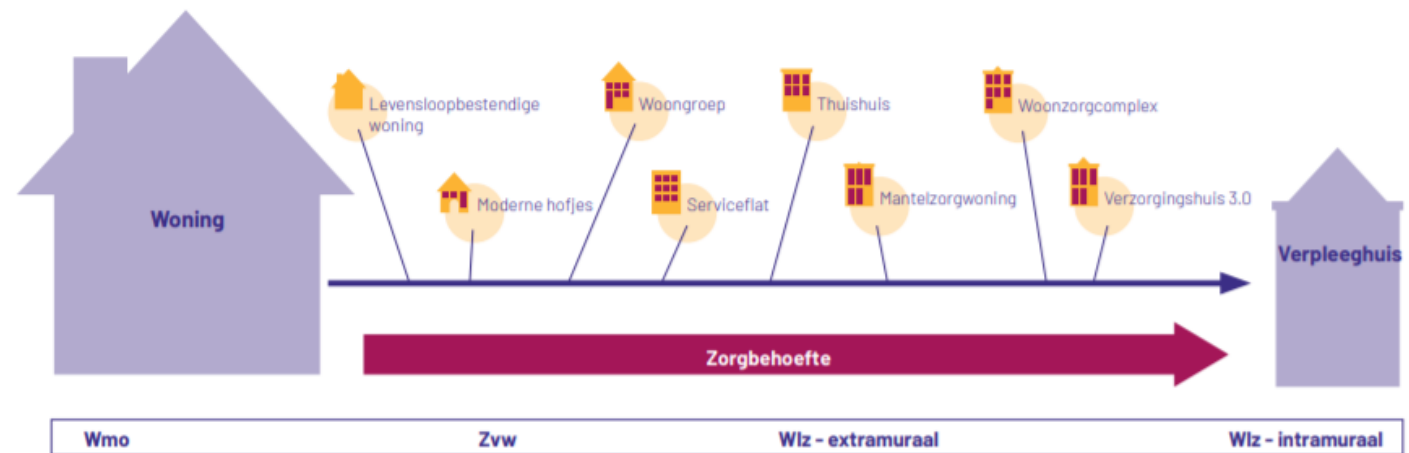 Levensloopbestendige
woning
Woongroep
Thuishuis
Woonzorgcomplex
Moderne hofjes
Serviceflat
Mantelzorgwoning
Verzorgingshuis 3.0
Woning
Verpleeghuis
Zorgbehoefte
Wmo Zvw Wlz - extramuraal Wlz - intramuraal